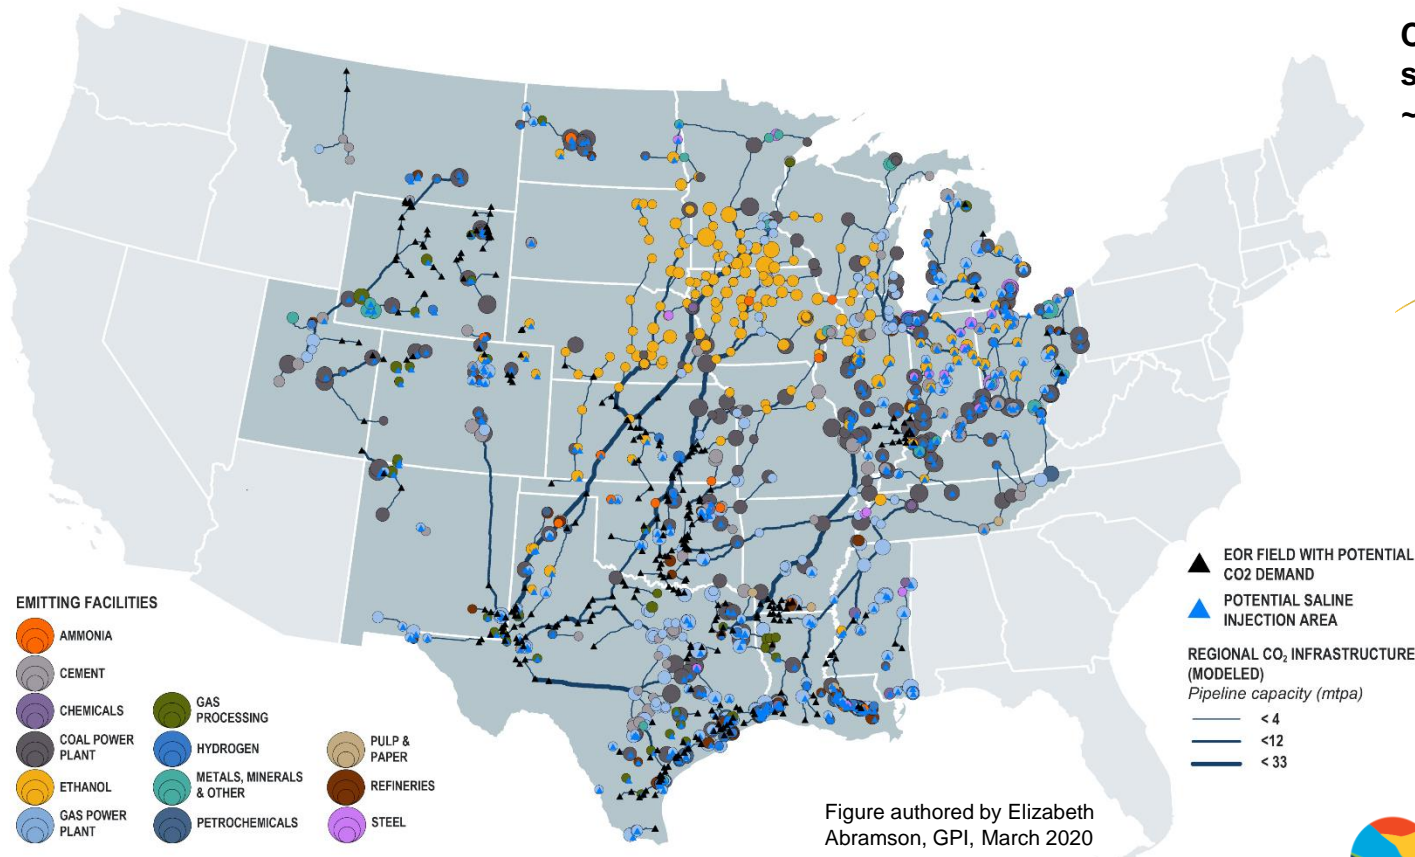 EMITTING FACILITIES
AMMONIA
CEMENT
CHEMICALS
COAL POWER
PLANT
ETHANOL
GAS POWER
PLANT
GAS
PROCESSING
HYDROGEN
METALS, MINERALS
& OTHER
PETROCHEMICALS
PULP &
PAPER
REFINERIES
STEEL
EOR FIELD WITH POTENTIAL
CO2 DEMAND
POTENTIAL SALINE
INJECTION AREA
REGIONAL CO₂ INFRASTRUCTURE
(MODELED)
Pipeline capacity (mtpa)
< 4
<12
< 33
Figure authored by Elizabeth
Abramson, GPI, March 2020